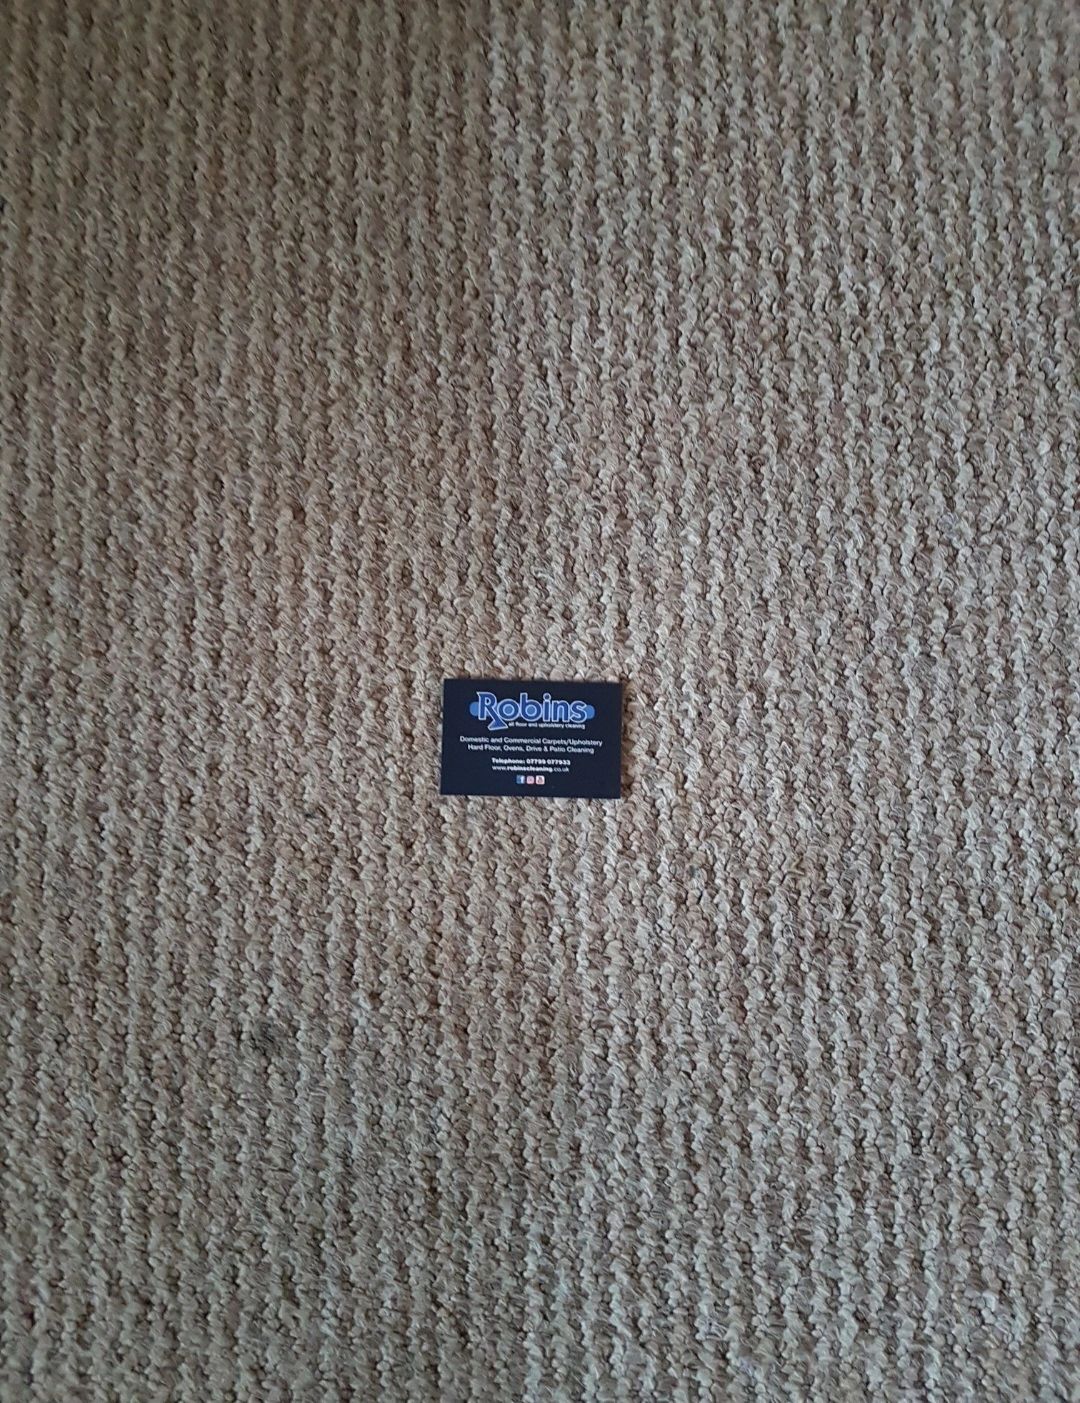 Robins
all floor and upholstery cleaning
Domestic and Commercial Carpets/Upholstery
Hard Floor, Ovens, Drive & Patio Cleaning
Telephone: 07799 077933
www.robinscleaning.co.uk